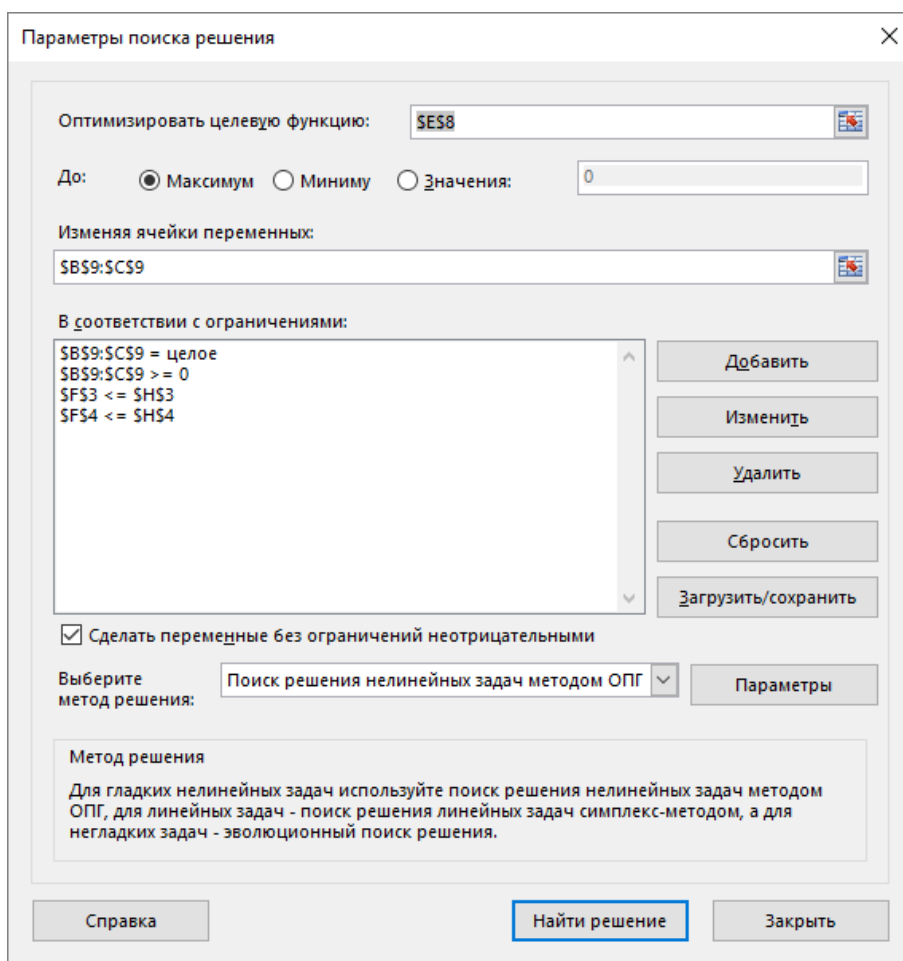 Параметры поиска решения
Оптимизировать целевую функцию: $E$8
До: Максимум Миниму Значения: 0
Изменяя ячейки переменных:
$B$9:$C$9
В соответствии с ограничениями:
$B$9:$C$9 = целое
$B$9:$C$9 >= 0
$F$3 <= $H$3
$F$4 <= $H$4
Добавить
Изменить
Удалить
Сбросить
Загрузить/сохранить
Сделать переменные без ограничений неотрицательными
Выберите
метод решения:
Поиск решения нелинейных задач методом ОПГ
Параметры
Метод решения
Для гладких нелинейных задач используйте поиск решения нелинейных задач методом
ОПГ, для линейных задач - поиск решения линейных задач симплекс-методом, а для
негладких задач - эволюционный поиск решения.
Справка
Найти решение
Закрыть